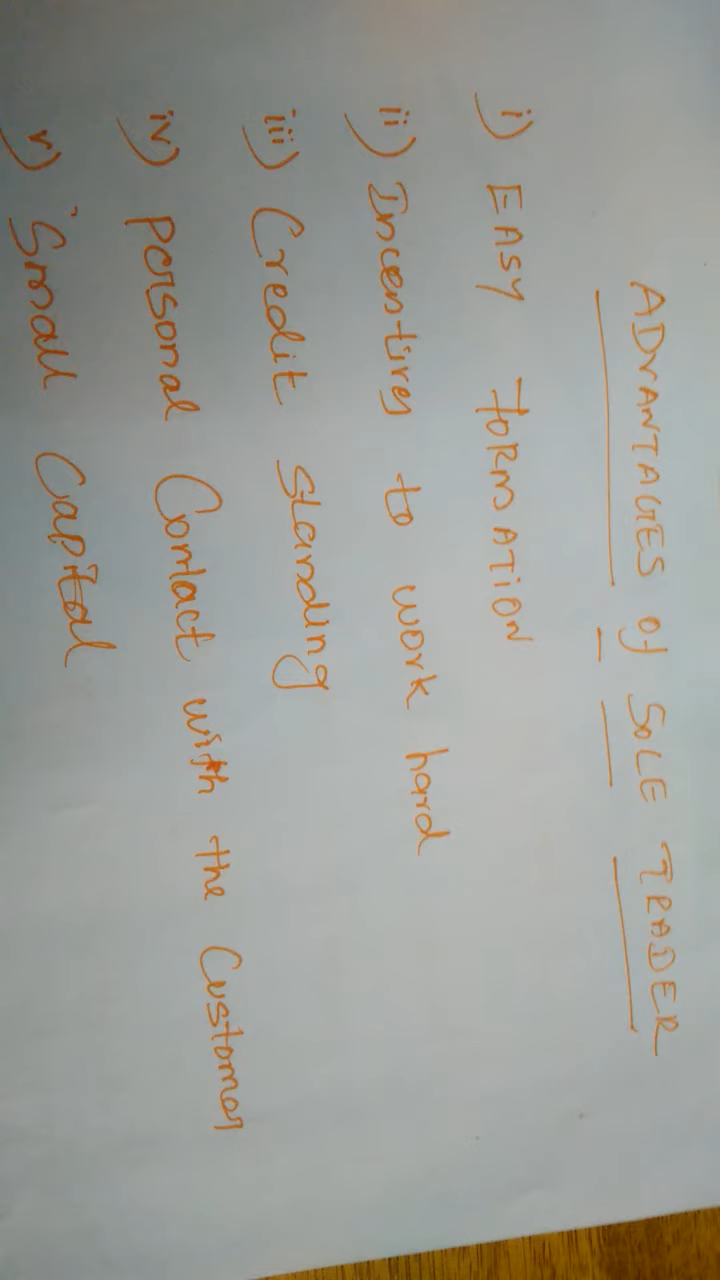 ADVANTAGES of SOLE TRADER
i) EASY FORMATION
ii) Incentives to work hard
iii) Credit Standing
iv) personal Contact with the Customer
v) Small Capital